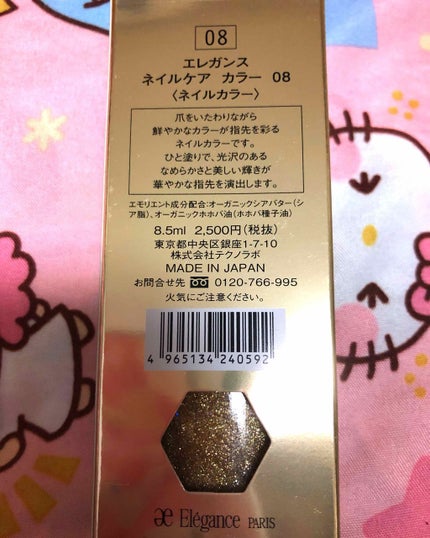 08
エレガンス
ネイルケア カラー 08
〈ネイルカラー〉
爪をいたわりながら
鮮やかなカラーが指先を彩る
ネイルカラーです。
ひと塗りで、光沢のある
なめらかさと美しい輝きが
華やかな指先を演出します。
エモリエント成分配合:オーガニックシアバター(シ
ア脂)、オーガニックホホバ油(ホホバ種子油)
8.5ml 2,500円(税抜)
東京都中央区銀座1-7-10
株式会社テクノラボ
MADE IN JAPAN
お問合せ先 0120-766-995
火気にご注意ください。
4 965134 240592
æ Elégance PARIS